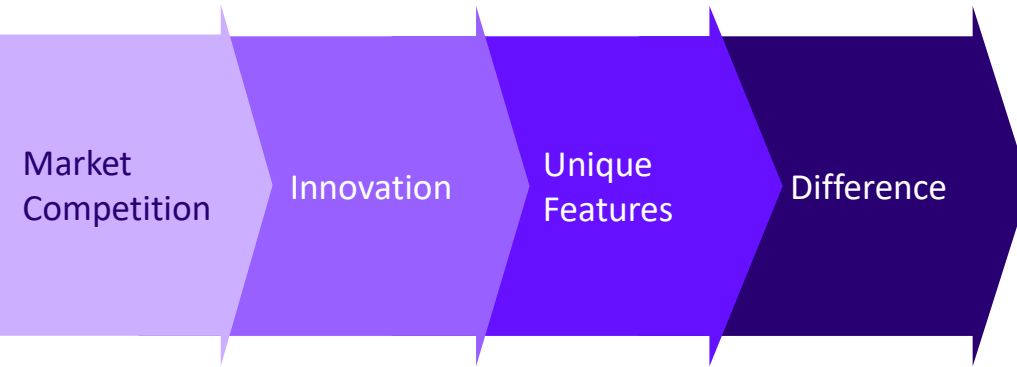 Market
Competition
Innovation
Unique
Features
Difference